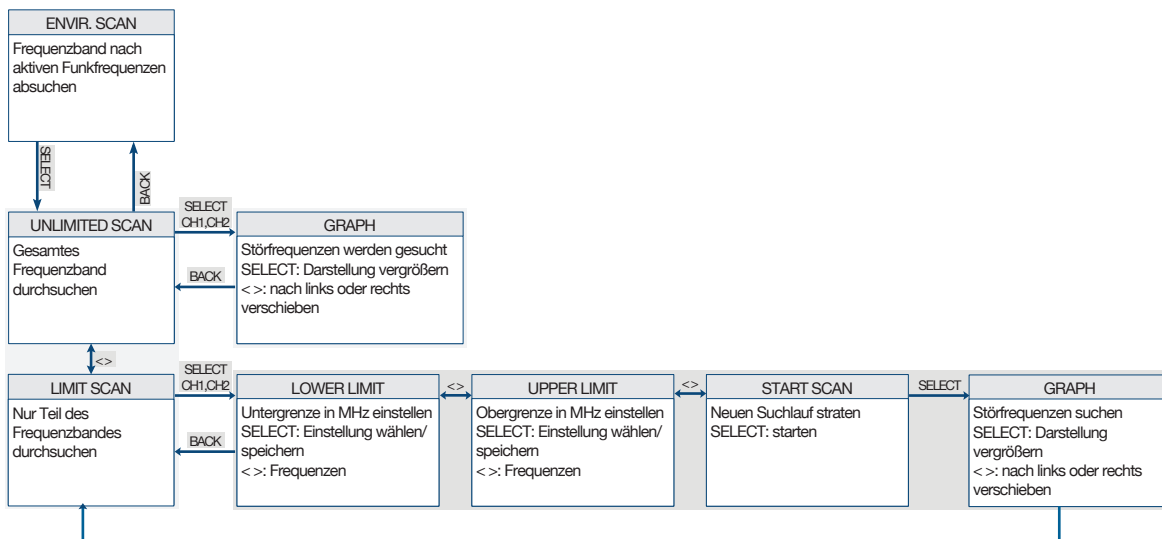 ENVIR. SCAN
Frequenzband nach
aktiven Funkfrequenzen
absuchen
SELECT
BACK
UNLIMITED SCAN
Gesamtes
Frequenzband
durchsuchen
SELECT
CH1,CH2
BACK
GRAPH
Störfrequenzen werden gesucht
SELECT: Darstellung vergrößern
< >: nach links oder rechts
verschieben
< >
LIMIT SCAN
Nur Teil des
Frequenzbandes
durchsuchen
SELECT
CH1,CH2
BACK
LOWER LIMIT
Untergrenze in MHz einstellen
SELECT: Einstellung wählen/
speichern
< >: Frequenzen
< >
UPPER LIMIT
Obergrenze in MHz einstellen
SELECT: Einstellung wählen/
speichern
< >: Frequenzen
< >
START SCAN
Neuen Suchlauf straten
SELECT: starten
SELECT
GRAPH
Störfrequenzen suchen
SELECT: Darstellung
vergrößern
< >: nach links oder rechts
verschieben